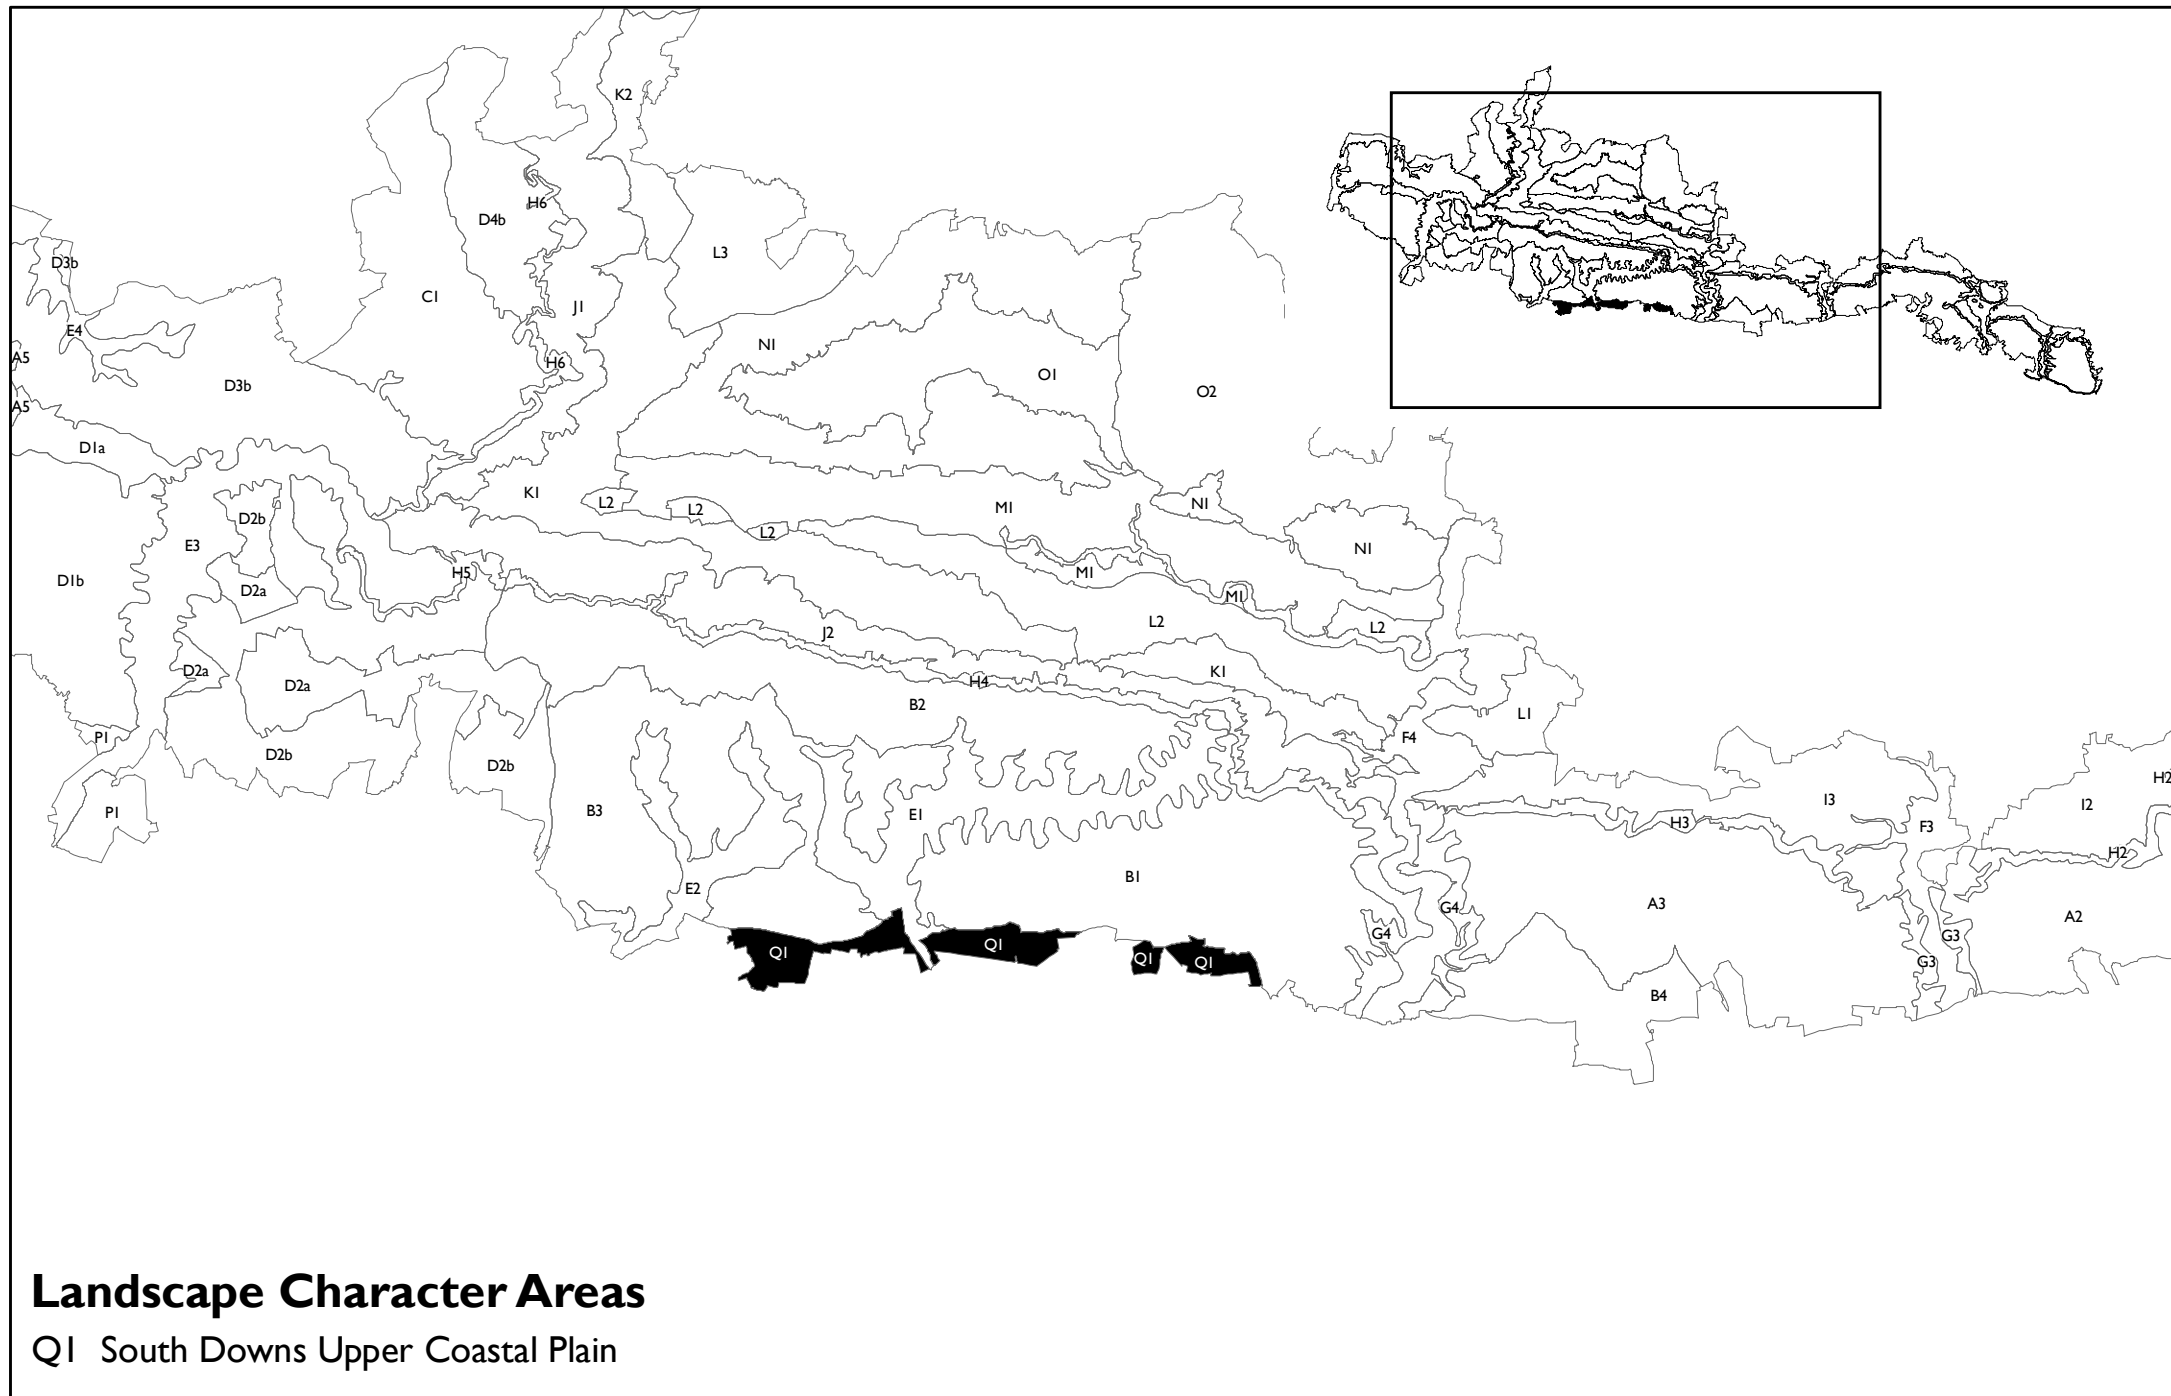 K2
D4b
H6
L3
D3b
C1
J1
E4
N1
A5
H6
O1
D3b
O2
A5
D1a
K1
L2
L2
M1
N1
D2b
L2
E3
N1
H5
M1
D1b
D2a
M1
L2
L2
J2
D2a
K1
D2a
H4
B2
L1
P1
F4
D2b
D2b
H2
I3
I2
B3
P1
E1
H3
F3
H2
B1
E2
A3
G4
A2
G4
G3
Q1
Q1
Q1
Q1
G3
B4
Landscape Character Areas
Q1 South Downs Upper Coastal Plain